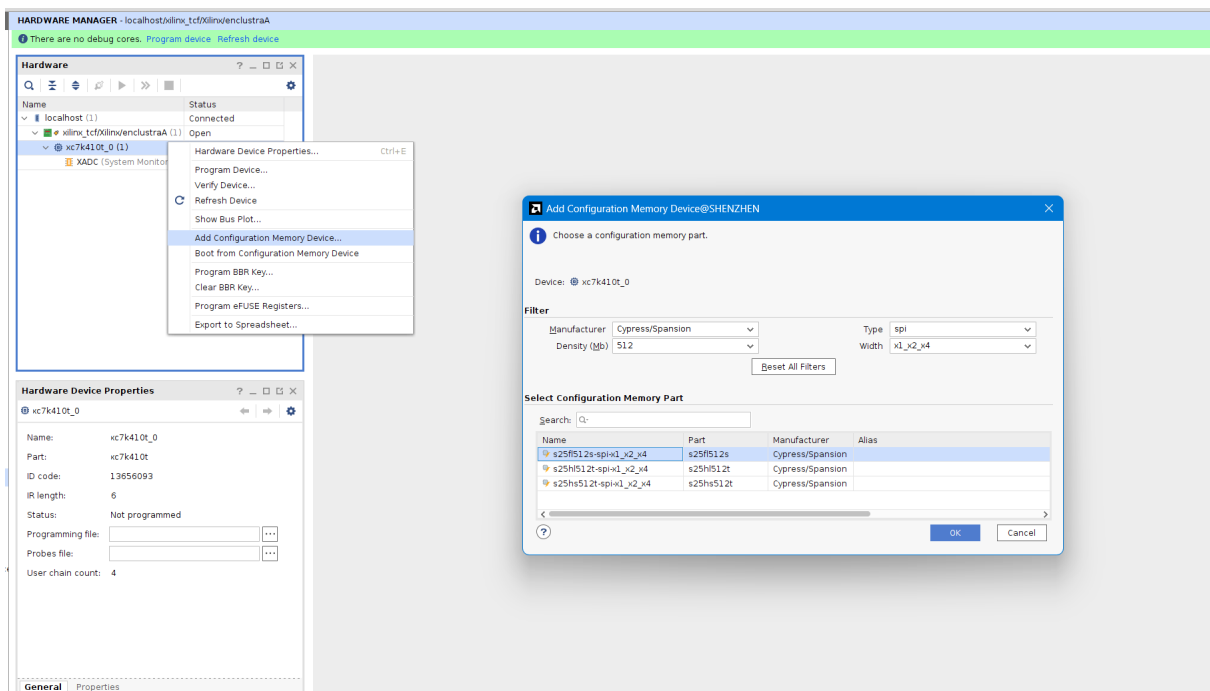 HARDWARE MANAGER - localhost/xilinx_tcf/Xilinx/enclustraA
There are no debug cores. Program device Refresh device
Hardware
Name Status
localhost (1) Connected
xilinx_tcf/Xilinx/enclustraA (1) Open
xc7k410t_0 (1)
XADC (System Monitor
Hardware Device Properties... Ctrl+E
Program Device...
Verify Device...
Refresh Device
Show Bus Plot...
Add Configuration Memory Device...
Boot from Configuration Memory Device
Program BBR Key...
Clear BBR Key...
Program eFUSE Registers...
Export to Spreadsheet...
Hardware Device Properties
xc7k410t_0
Name: xc7k410t_0
Part: xc7k410t
ID code: 13656093
IR length: 6
Status: Not programmed
Programming file:
Probes file:
User chain count: 4
General Properties
Add Configuration Memory Device@SHENZHEN
Choose a configuration memory part.
Device: xc7k410t_0
Filter
Manufacturer Cypress/Spansion Type spi
Density (Mb) 512 Width x1_x2_x4
Reset All Filters
Select Configuration Memory Part
Search: Q-
Name Part Manufacturer Alias
s25fl512s-spi-x1_x2_x4 s25fl512s Cypress/Spansion
s25hl512t-spi-x1_x2_x4 s25hl512t Cypress/Spansion
s25hs512t-spi-x1_x2_x4 s25hs512t Cypress/Spansion
OK Cancel